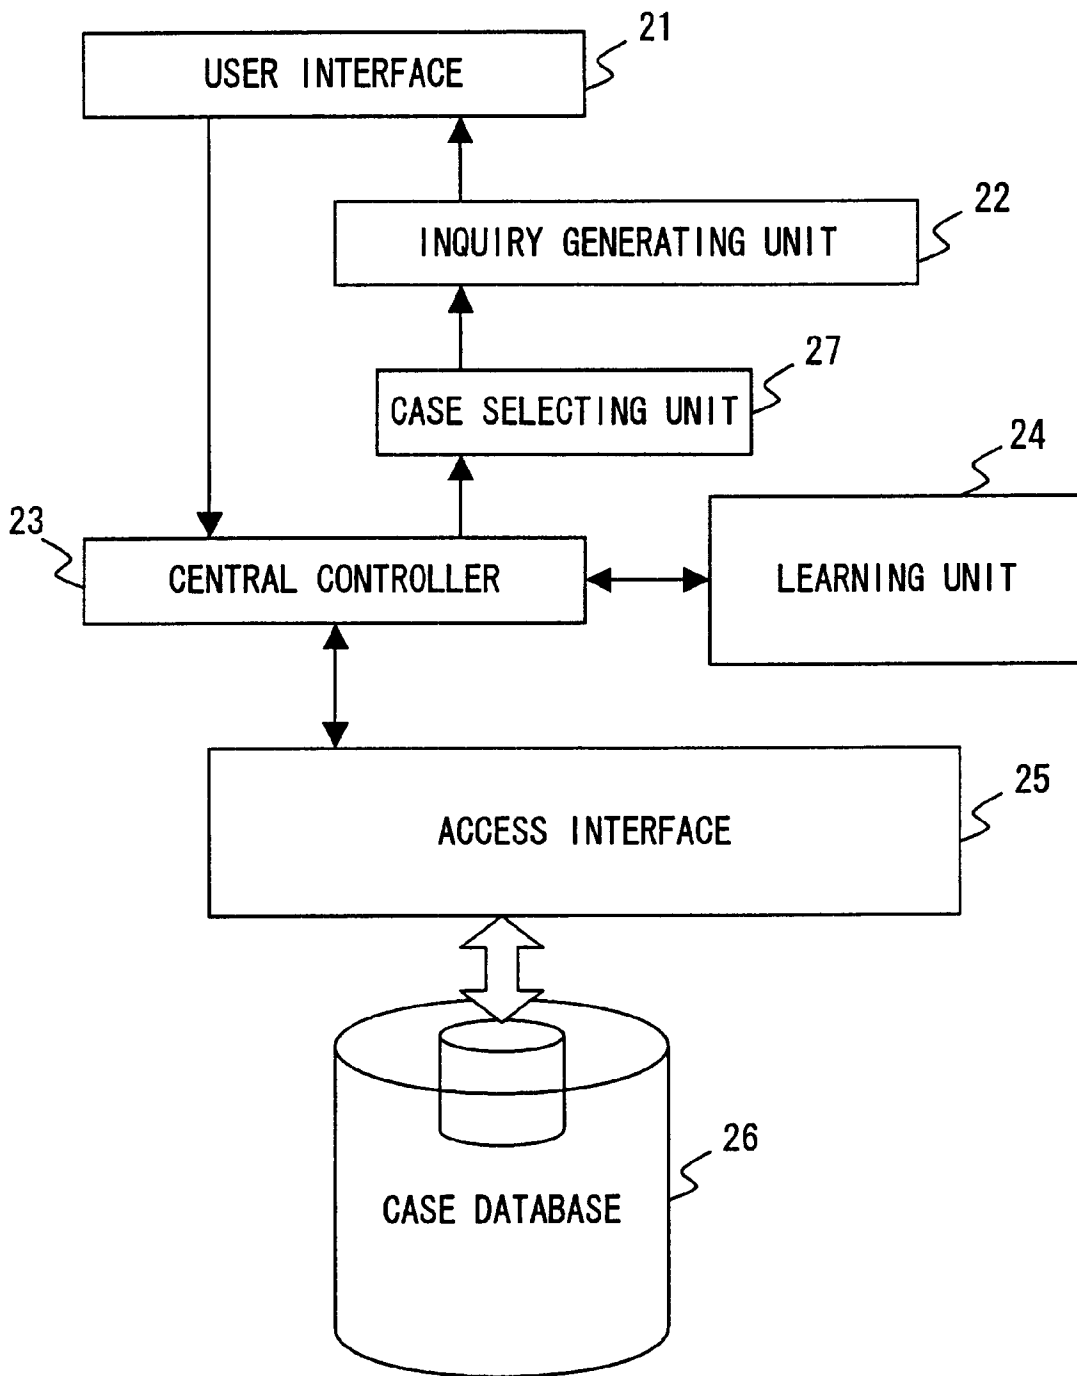 21
USER INTERFACE
22
INQUIRY GENERATING UNIT
27
CASE SELECTING UNIT
24
23
CENTRAL CONTROLLER
LEARNING UNIT
25
ACCESS INTERFACE
26
CASE DATABASE